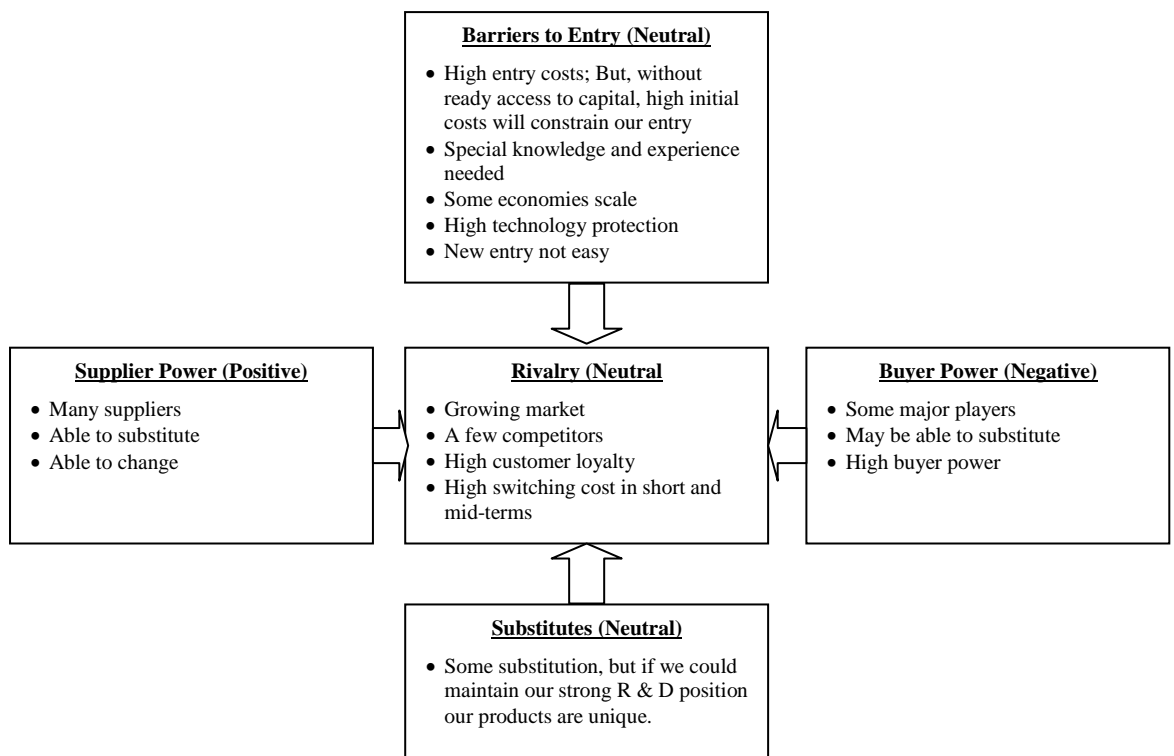 Barriers to Entry (Neutral)
• High entry costs; But, without
ready access to capital, high initial
costs will constrain our entry
• Special knowledge and experience
needed
• Some economies scale
• High technology protection
• New entry not easy
Supplier Power (Positive)
• Many suppliers
• Able to substitute
• Able to change
Rivalry (Neutral
• Growing market
• A few competitors
• High customer loyalty
• High switching cost in short and
mid-terms
Buyer Power (Negative)
• Some major players
• May be able to substitute
• High buyer power
Substitutes (Neutral)
• Some substitution, but if we could
maintain our strong R & D position
our products are unique.